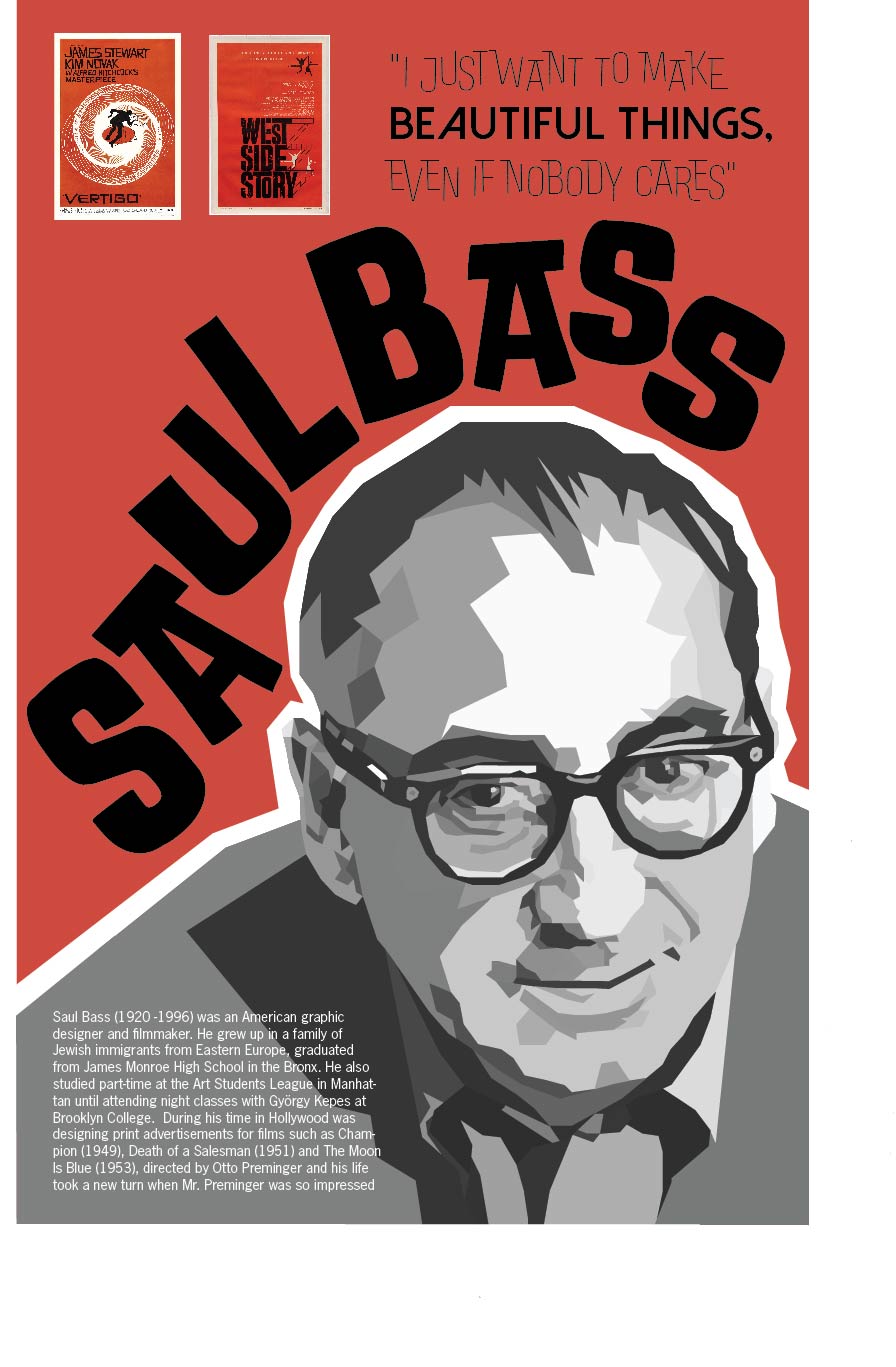 JAMES STEWART
KIM NOVAK
IN ALFRED HITCHCOCK'S
MASTERPIECE
'VERTIGO'
WEST
SIDE
STORY
"I JUST WANT TO MAKE
BEAUTIFUL THINGS,
EVEN IF NOBODY CARES"
SAUL BASS
Saul Bass (1920 -1996) was an American graphic
designer and filmmaker. He grew up in a family of
Jewish immigrants from Eastern Europe, graduated
from James Monroe High School in the Bronx. He also
studied part-time at the Art Students League in Manhat-
tan until attending night classes with György Kepes at
Brooklyn College.  During his time in Hollywood was
designing print advertisements for films such as Cham-
pion (1949), Death of a Salesman (1951) and The Moon
Is Blue (1953), directed by Otto Preminger and his life
took a new turn when Mr. Preminger was so impressed